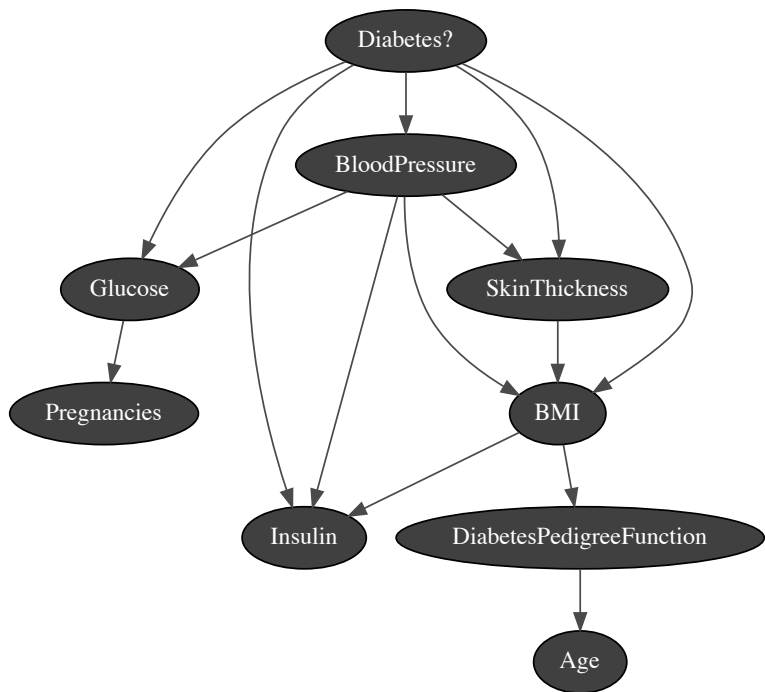 Diabetes?
BloodPressure
Glucose
SkinThickness
Pregnancies
BMI
Insulin
DiabetesPedigreeFunction
Age